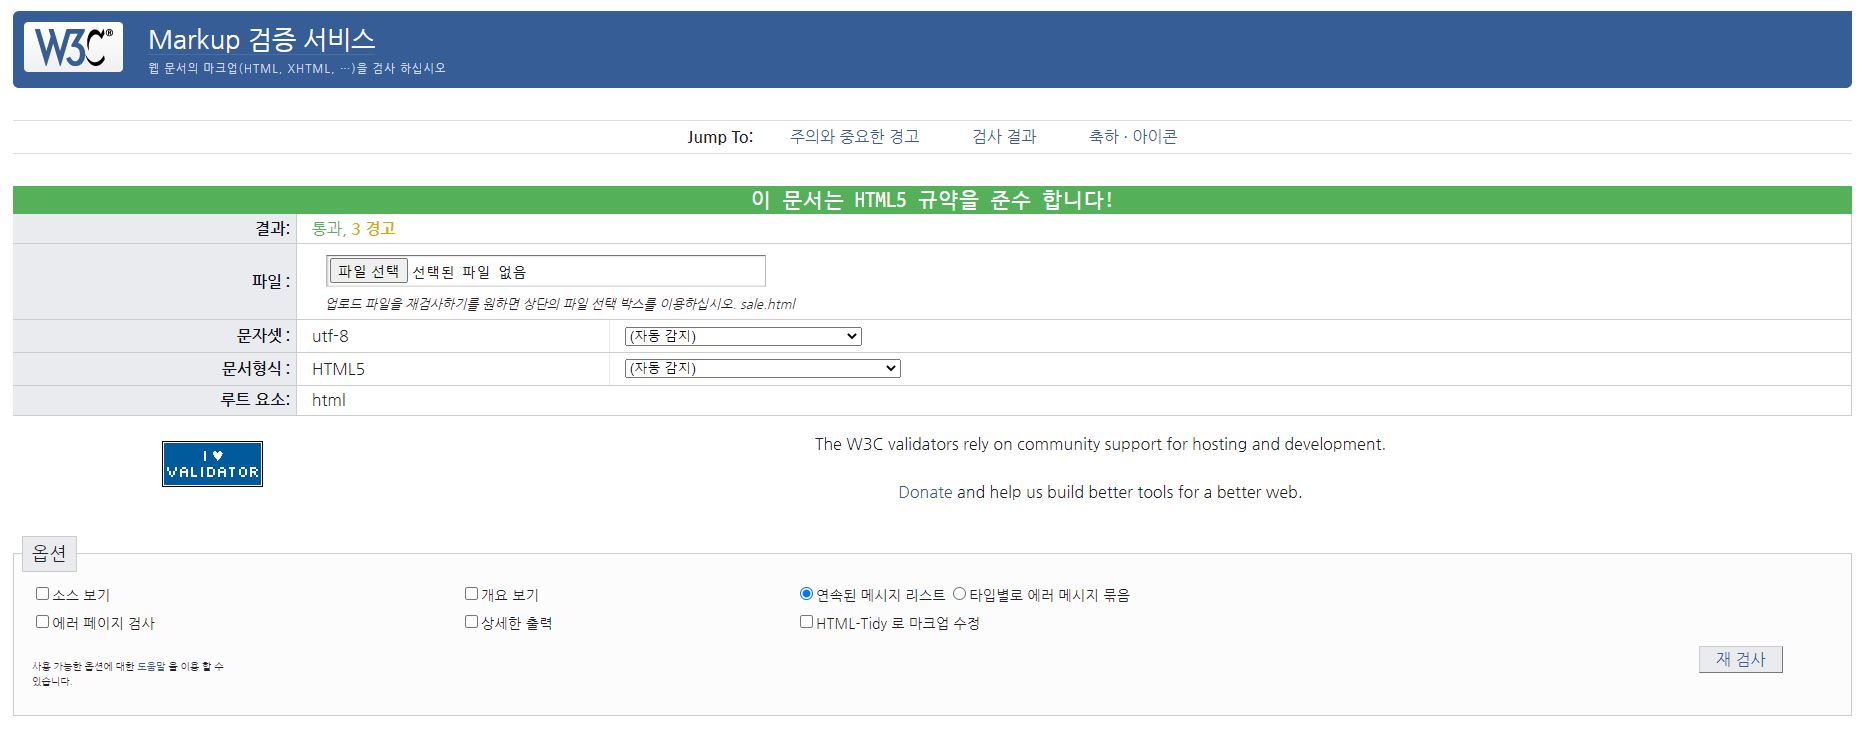 W3C®
Markup 검증 서비스
웹 문서의 마크업(HTML, XHTML, …)을 검사 하십시오
Jump To: 주의와 중요한 경고 검사 결과 축하 · 아이콘
이 문서는 HTML5 규약을 준수 합니다!
결과: 통과, 3 경고
파일 : 파일 선택 선택된 파일 없음
업로드 파일을 재검사하기를 원하면 상단의 파일 선택 박스를 이용하십시오. sale.html
문자셋 : utf-8 (자동 감지)
문서형식 : HTML5 (자동 감지)
루트 요소: html
I ♥
VALIDATOR
The W3C validators rely on community support for hosting and development.
Donate and help us build better tools for a better web.
옵션
소스 보기 개요 보기 연속된 메시지 리스트 타입별로 에러 메시지 묶음
에러 페이지 검사 상세한 출력 HTML-Tidy 로 마크업 수정
사용 가능한 옵션에 대한 도움말 을 이용 할 수
있습니다.
재 검사